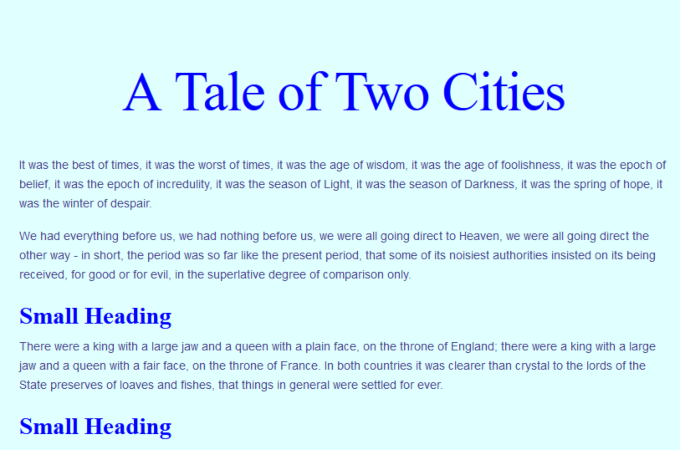 A Tale of Two Cities
It was the best of times, it was the worst of times, it was the age of wisdom, it was the age of foolishness, it was the epoch of
belief, it was the epoch of incredulity, it was the season of Light, it was the season of Darkness, it was the spring of hope, it
was the winter of despair.
We had everything before us, we had nothing before us, we were all going direct to Heaven, we were all going direct the
other way - in short, the period was so far like the present period, that some of its noisiest authorities insisted on its being
received, for good or for evil, in the superlative degree of comparison only.
Small Heading
There were a king with a large jaw and a queen with a plain face, on the throne of England; there were a king with a large
jaw and a queen with a fair face, on the throne of France. In both countries it was clearer than crystal to the lords of the
State preserves of loaves and fishes, that things in general were settled for ever.
Small Heading